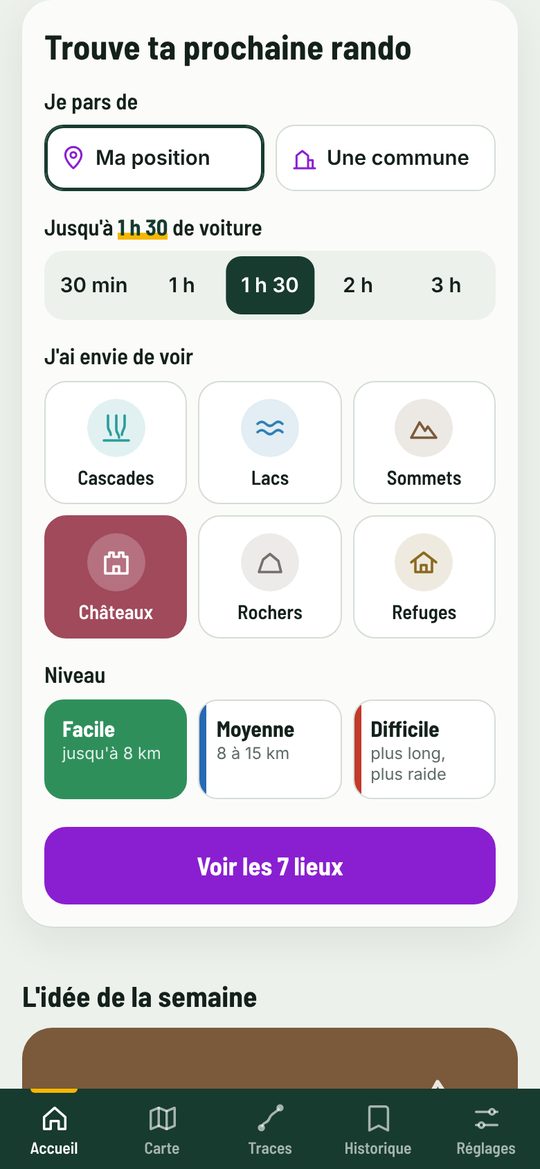 Trouve ta prochaine rando
Je pars de
Ma position
Une commune
Jusqu'à 1 h 30 de voiture
30 min
1 h
1 h 30
2 h
3 h
J'ai envie de voir
Cascades
Lacs
Sommets
Châteaux
Rochers
Refuges
Niveau
Facile
jusqu'à 8 km
Moyenne
8 à 15 km
Difficile
plus long,
plus raide
Voir les 7 lieux
L'idée de la semaine
Accueil
Carte
Traces
Historique
Réglages